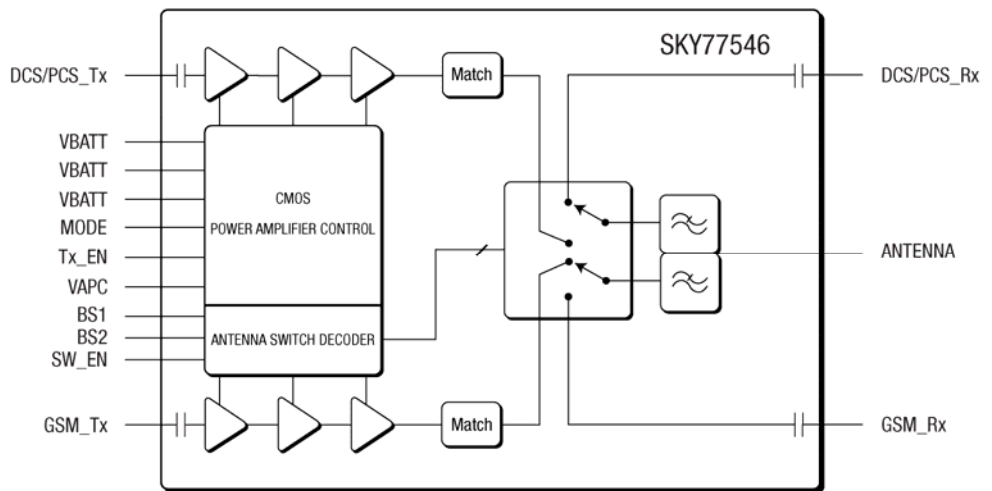 SKY77546
DCS/PCS_Tx
Match
DCS/PCS_Rx
VBATT
VBATT
VBATT
MODE
Tx_EN
VAPC
BS1
BS2
SW_EN
CMOS
POWER AMPLIFIER CONTROL
ANTENNA SWITCH DECODER
ANTENNA
GSM_Tx
Match
GSM_Rx